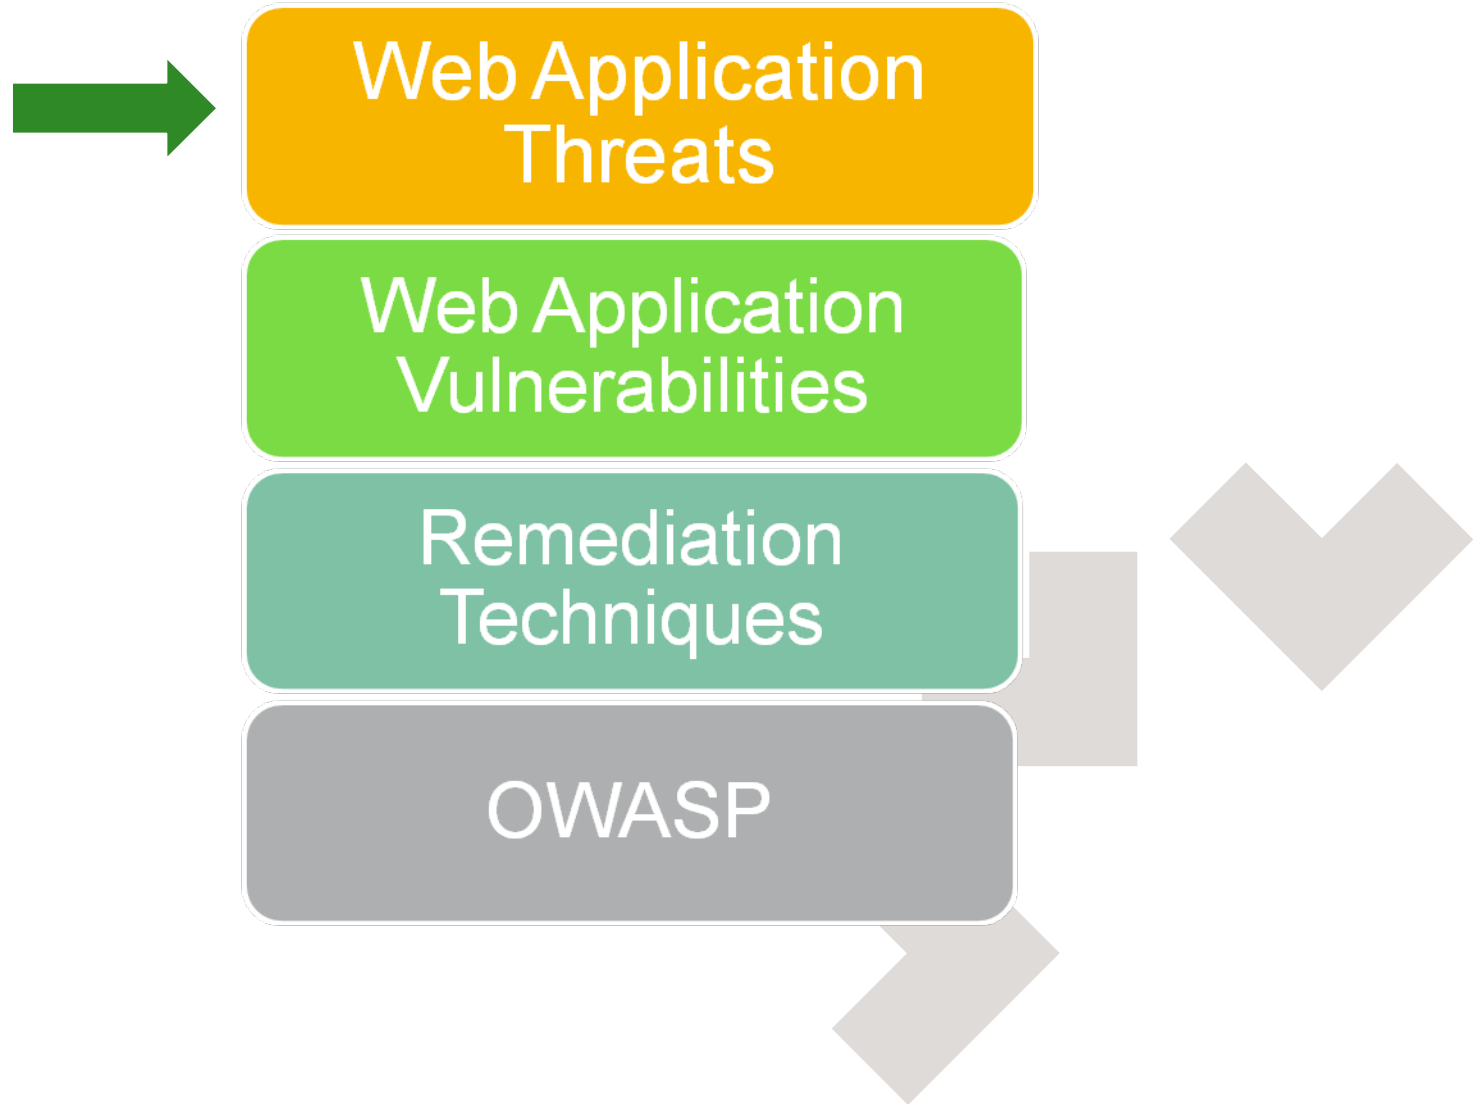 Web Application
Threats
Web Application
Vulnerabilities
Remediation
Techniques
OWASP